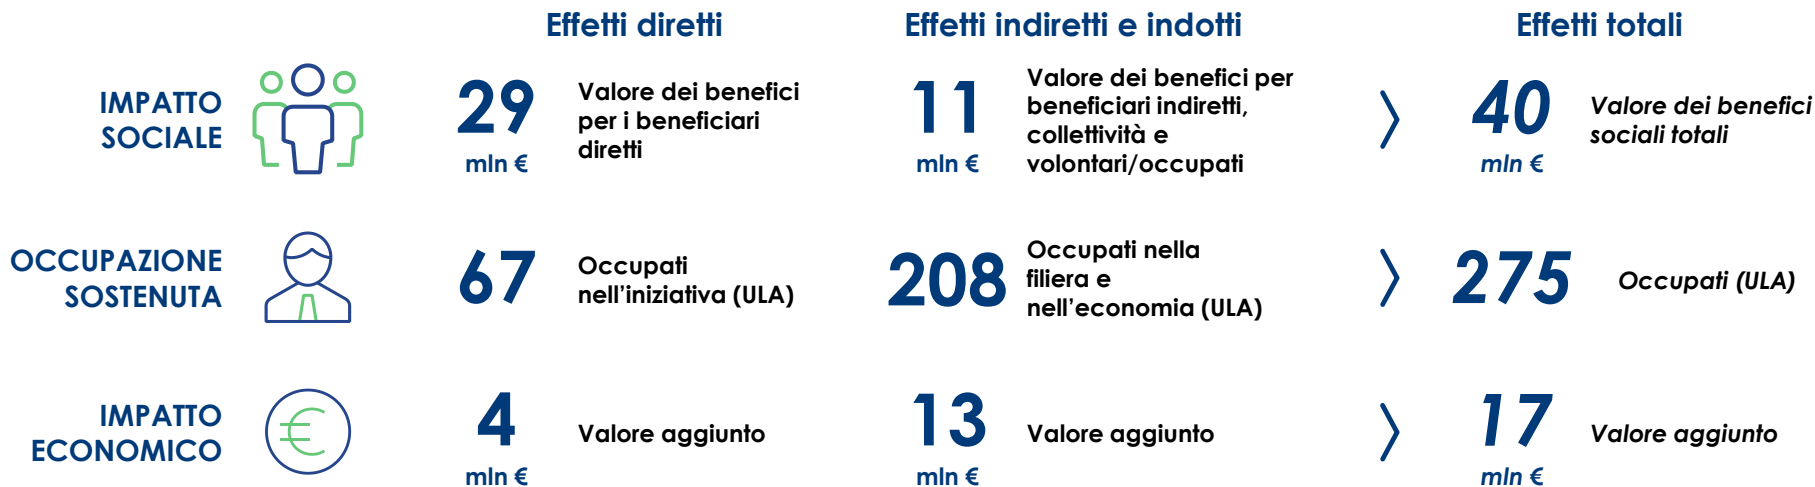 Effetti diretti
Effetti indiretti e indotti
Effetti totali
IMPATTO
SOCIALE
29
mln €
Valore dei benefici
per i beneficiari
diretti
11
mln €
Valore dei benefici per
beneficiari indiretti,
collettività e
volontari/occupati
40
mln €
Valore dei benefici
sociali totali
OCCUPAZIONE
SOSTENUTA
67
Occupati
nell'iniziativa (ULA)
208
Occupati nella
filiera e
nell'economia (ULA)
275
Occupati (ULA)
IMPATTO
ECONOMICO
€
4
mln €
Valore aggiunto
13
mln €
Valore aggiunto
17
mln €
Valore aggiunto